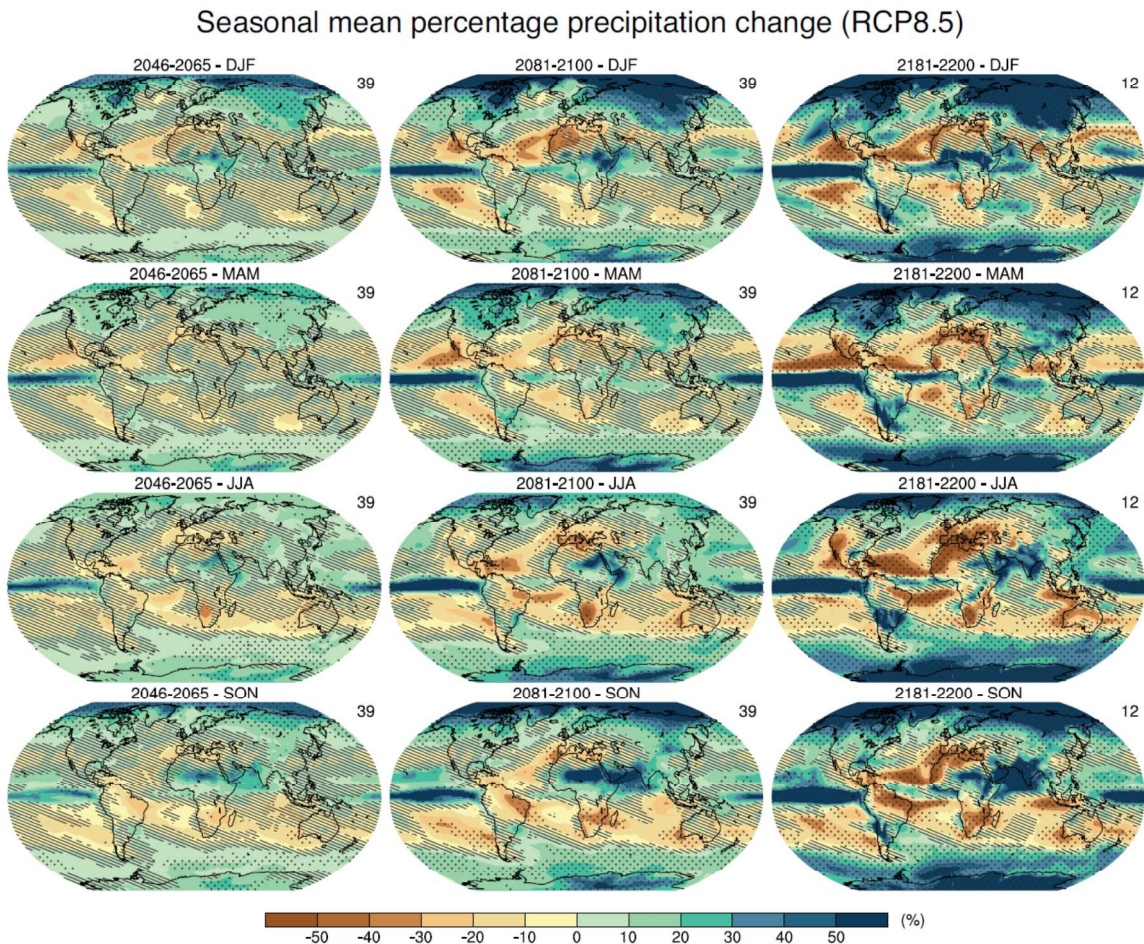 Seasonal mean percentage precipitation change (RCP8.5)
2046-2065 - DJF
39
2081-2100 - DJF
39
2181-2200 - DJF
12
2046-2065 - MAM
39
2081-2100 - MAM
39
2181-2200 - MAM
12
2046-2065 - JJA
39
2081-2100 - JJA
39
2181-2200 - JJA
12
2046-2065 - SON
39
2081-2100 - SON
39
2181-2200 - SON
12
-50 -40 -30 -20 -10 0 10 20 30 40 50 (%)